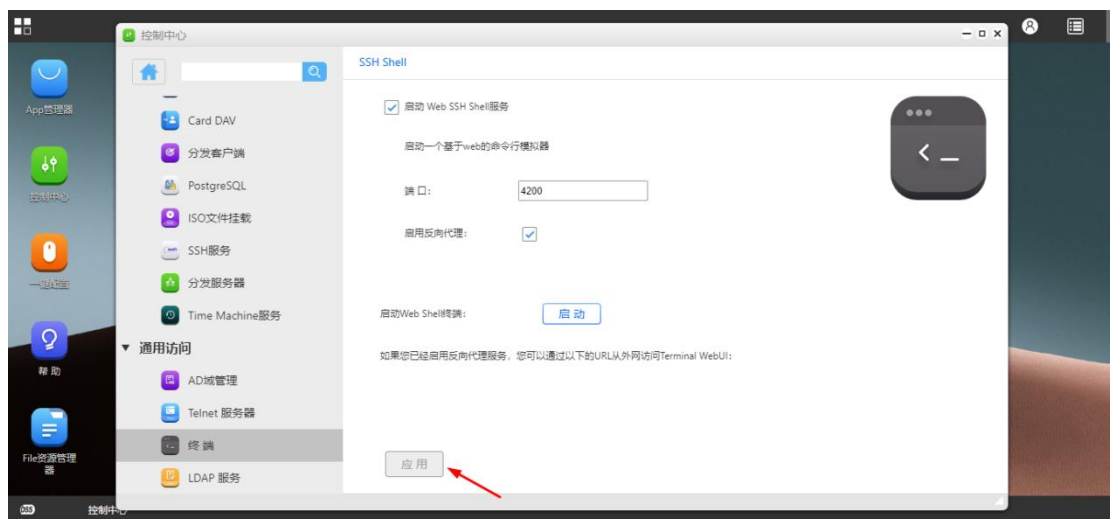 控制中心
App管理器
控制中心
一键配置
帮 助
File资源管理
器
Card DAV
分发客户端
PostgreSQL
ISO文件挂载
SSH服务
分发服务器
Time Machine服务
通用访问
AD域管理
Telnet 服务器
终 端
LDAP 服务
SSH Shell
启动 Web SSH Shell服务
启动一个基于web的命令行模拟器
端 口: 4200
启用反向代理:
启动Web Shell终端: 启 动
如果您已经启用反向代理服务，您可以通过以下的URL从外网访问Terminal WebUI:
应 用
控制中心